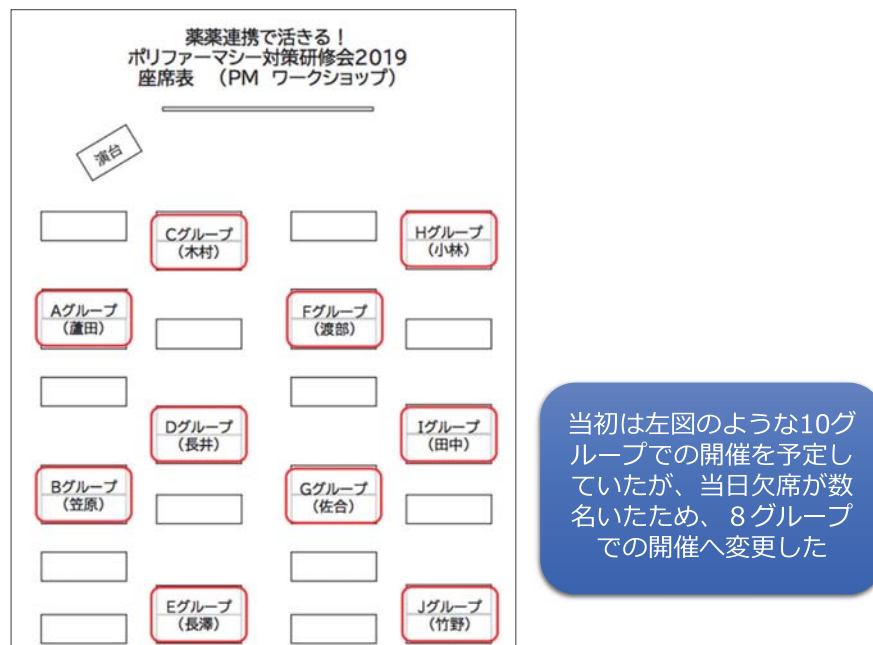 薬薬連携で活きる！
ポリファーマシー対策研修会2019
座席表　（PM　ワークショップ）
演台
Cグループ
（木村）
Hグループ
（小林）
Aグループ
（蘆田）
Fグループ
（渡部）
Dグループ
（長井）
Iグループ
（田中）
Bグループ
（笠原）
Gグループ
（佐合）
Eグループ
（長澤）
Jグループ
（竹野）
当初は左図のような10グ
ループでの開催を予定し
ていたが、当日欠席が数
名いたため、８グループ
での開催へ変更した